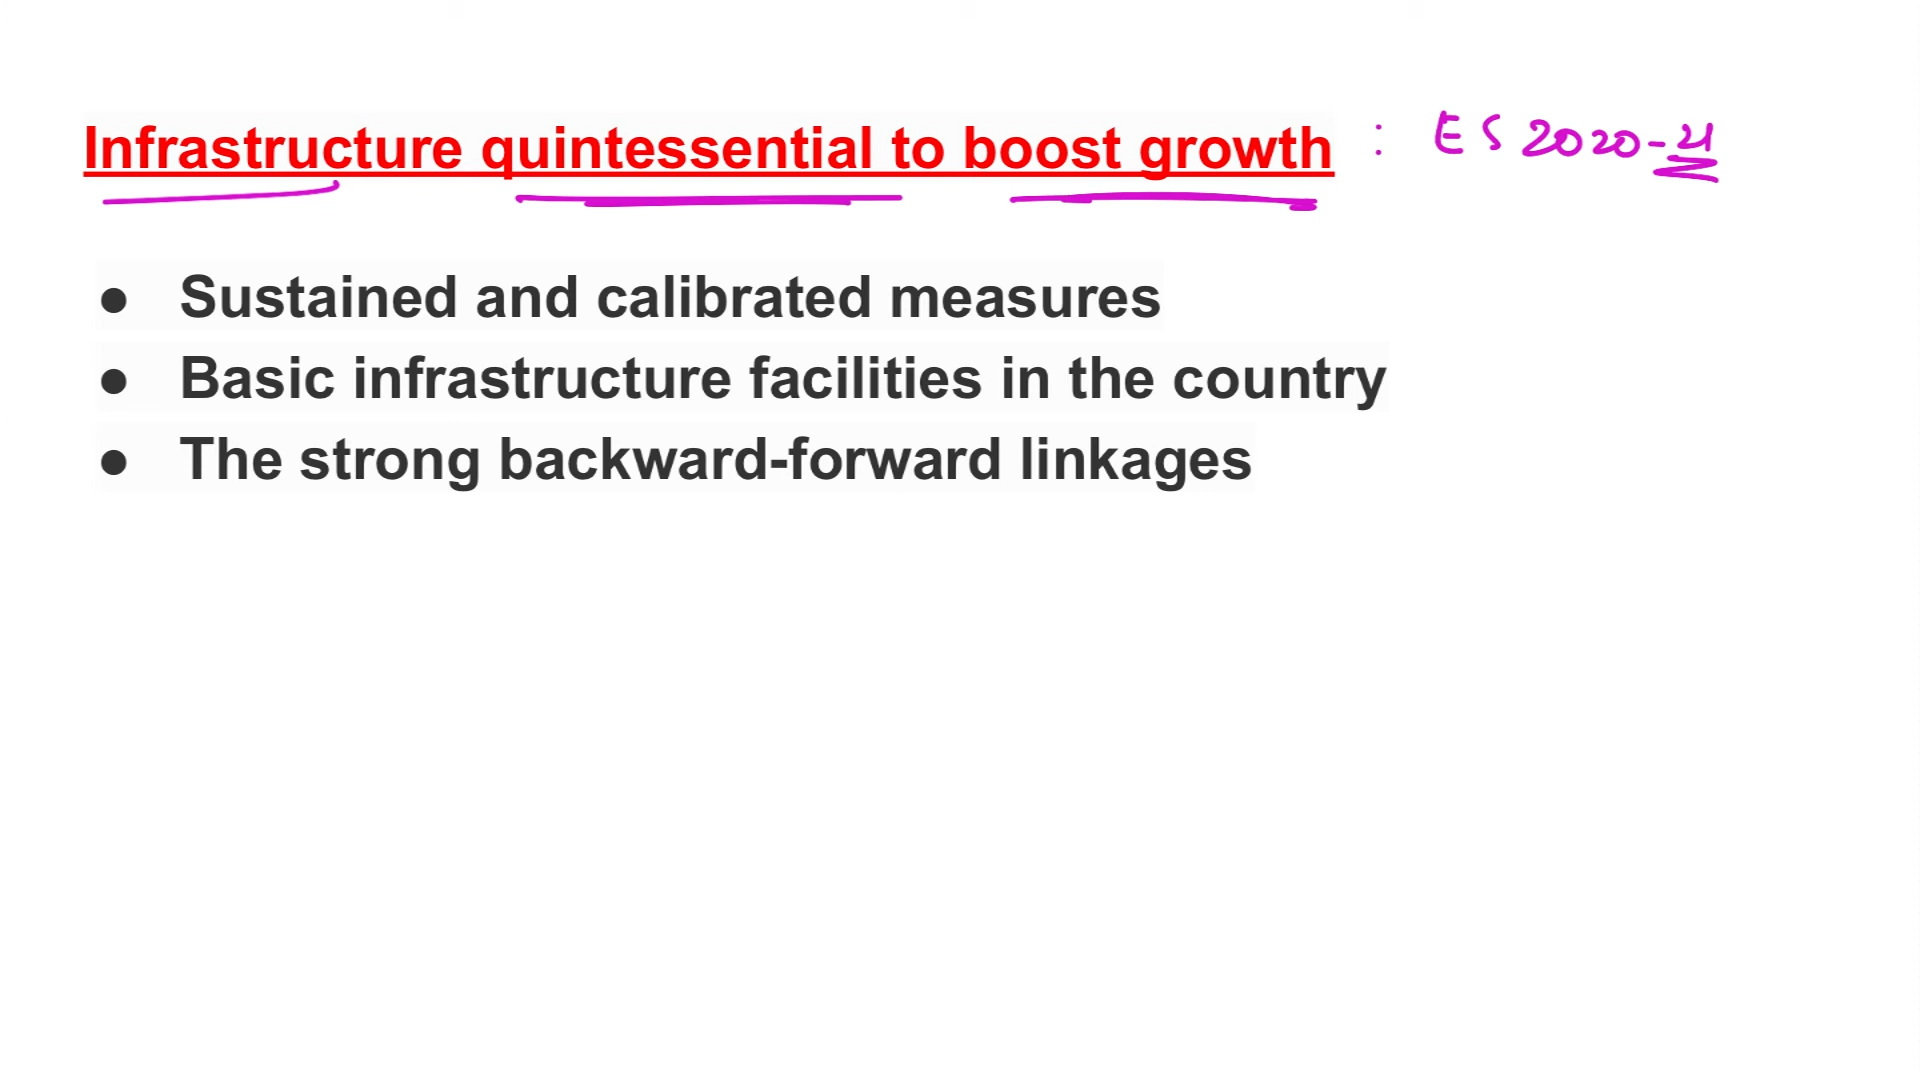 Infrastructure quintessential to boost growth : ES 2020-21
● Sustained and calibrated measures
● Basic infrastructure facilities in the country
● The strong backward-forward linkages